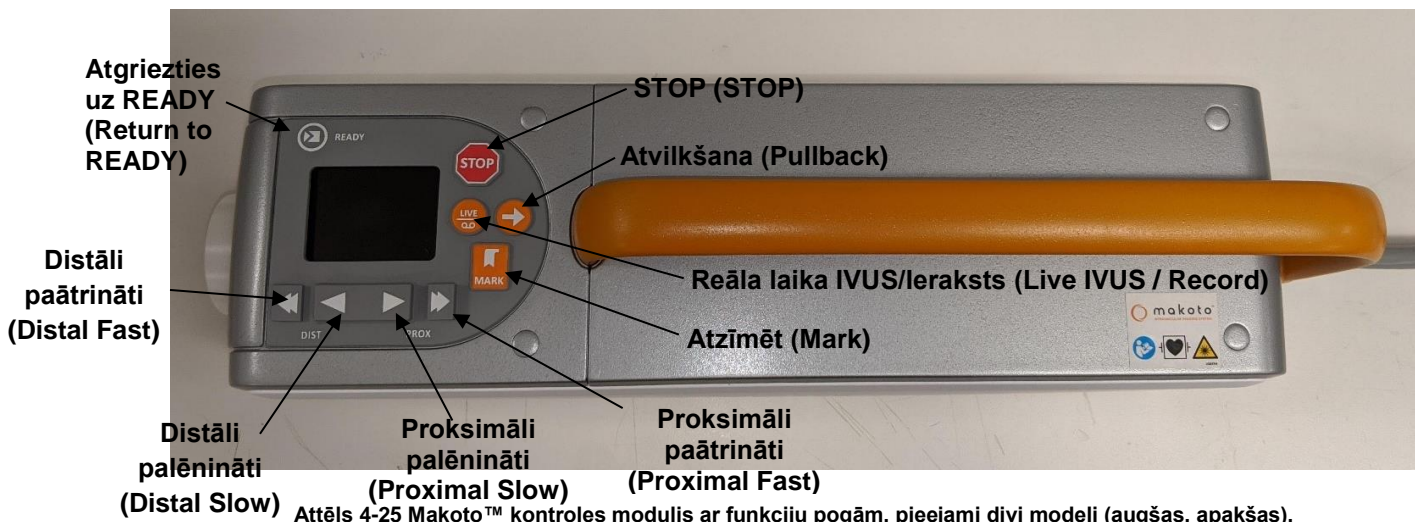 Atgriezties
uz READY
(Return to
READY)
READY
STOP (STOP)
STOP
Atvilkšana (Pullback)
LIVE
Reāla laika IVUS/Ieraksts (Live IVUS / Record)
MARK
Atzīmēt (Mark)
Distāli
paātrināti
(Distal Fast)
DIST
PROX
makoto
Distāli
palēnināti
(Distal Slow)
Proksimāli
palēnināti
(Proximal Slow)
Proksimāli
paātrināti
(Proximal Fast)
Attēls 4-25 Makoto™ kontroles modulis ar funkciju pogām, pieejami divi modeļi (augšas, apakšas).